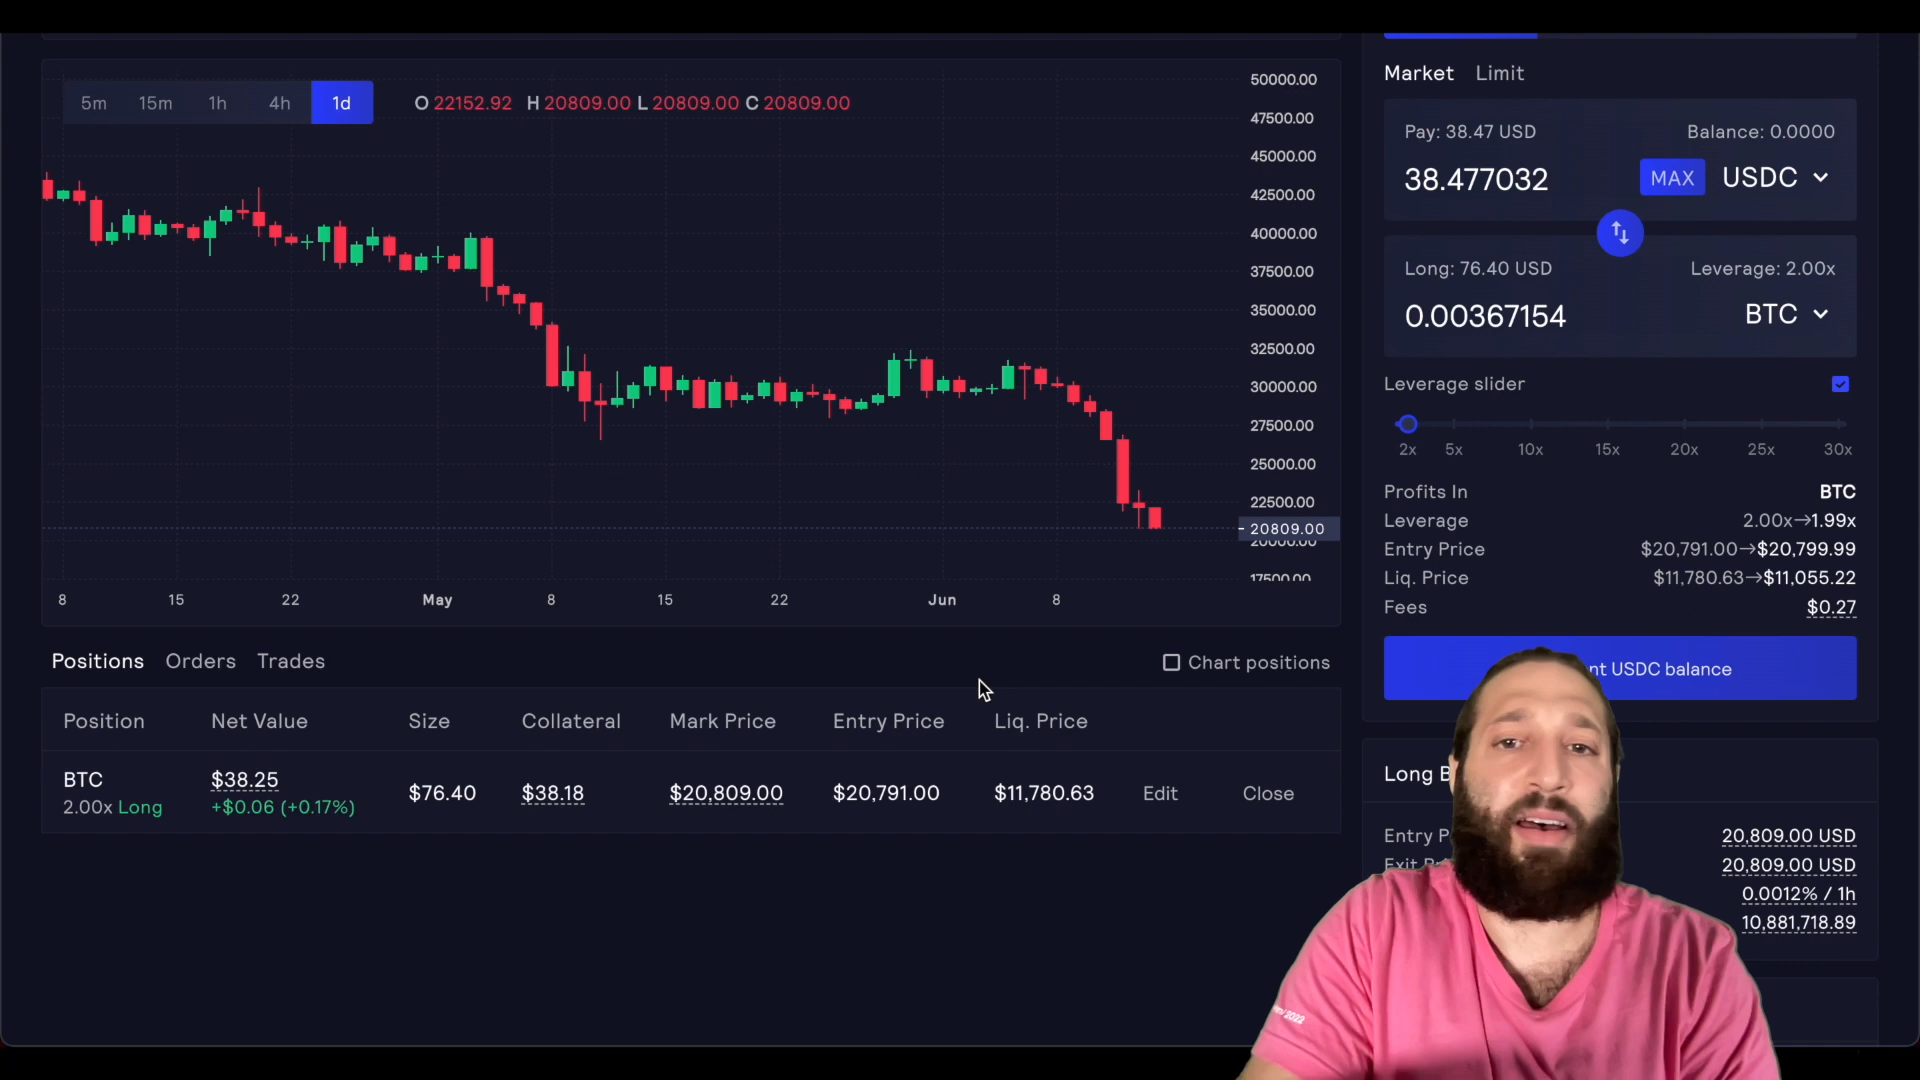 5m 15m 1h 4h 1d
O 22152.92 H 20809.00 L 20809.00 C 20809.00
50000.00
47500.00
45000.00
42500.00
40000.00
37500.00
35000.00
32500.00
30000.00
27500.00
25000.00
22500.00
20809.00
20000.00
17500.00
8 15 22 May 8 15 22 Jun 8
Positions Orders Trades
Chart positions
Position Net Value Size Collateral Mark Price Entry Price Liq. Price
BTC $38.25
2.00x Long +$0.06 (+0.17%)
$76.40 $38.18 $20,809.00 $20,791.00 $11,780.63 Edit Close
Market Limit
Pay: 38.47 USD Balance: 0.0000
38.477032 MAX USDC
Long: 76.40 USD Leverage: 2.00x
0.00367154 BTC
Leverage slider
2x 5x 10x 15x 20x 25x 30x
Profits In BTC
Leverage 2.00x→1.99x
Entry Price $20,791.00→$20,799.99
Liq. Price $11,780.63→$11,055.22
Fees $0.27
USDC balance
Long
Entry 20,809.00 USD
Exit 20,809.00 USD
0.0012% / 1h
10,881,718.89
2022